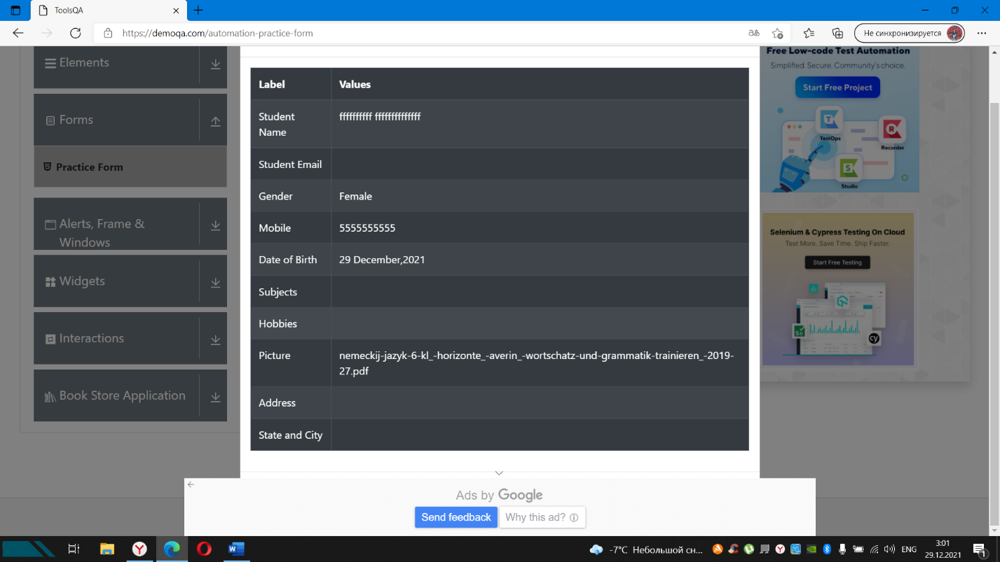 ToolsQA
https://demoqa.com/automation-practice-form
Не синхронизируется
Elements
Forms
Practice Form
Alerts, Frame &
Windows
Widgets
Interactions
Book Store Application
Label Values
Student
Name
ffffffffff ffffffffffffff
Student Email
Gender Female
Mobile 5555555555
Date of Birth 29 December,2021
Subjects
Hobbies
Picture nemeckij-jazyk-6-kl_-horizonte_-averin_-wortschatz-und-grammatik-trainieren_-2019-
27.pdf
Address
State and City
Free Low-code Test Automation
Simplified. Secure. Community's choice.
Start Free Project
TestOps
Recorder
Studio
Selenium & Cypress Testing On Cloud
Test More. Save Time. Ship Faster.
Start Free Testing
Se
cy
Ads by Google
Send feedback Why this ad?
-7°C Небольшой сн...
ENG
3:01
29.12.2021
1